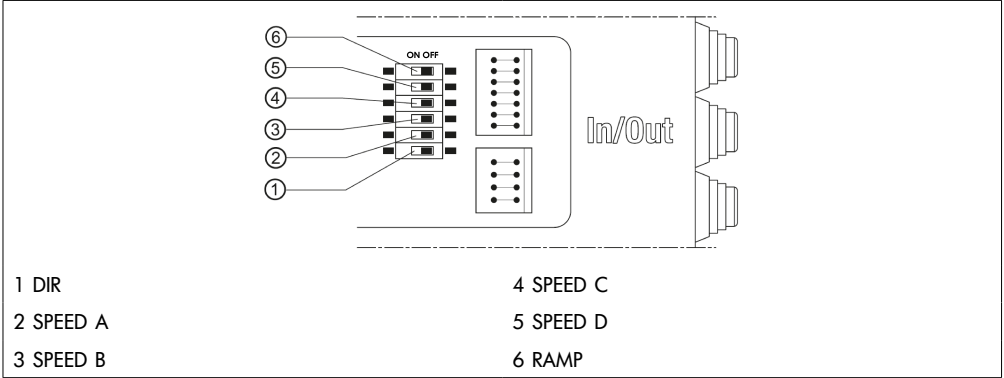 ON OFF
6
5
4
3
2
1
In/Out
1 DIR
2 SPEED A
3 SPEED B
4 SPEED C
5 SPEED D
6 RAMP